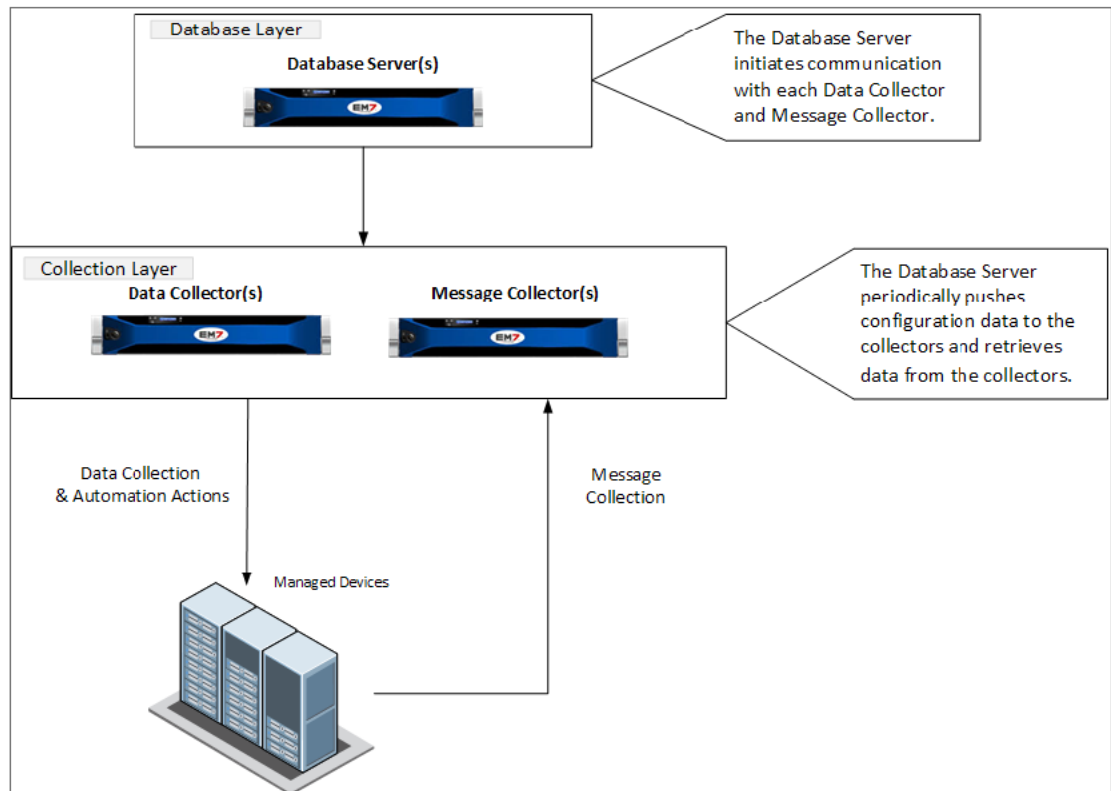 Database Layer
Database Server(s)
EM7
The Database Server
initiates communication
with each Data Collector
and Message Collector.
Collection Layer
Data Collector(s)
Message Collector(s)
EM7
EM7
The Database Server
periodically pushes
configuration data to the
collectors and retrieves
data from the collectors.
Data Collection
& Automation Actions
Message
Collection
Managed Devices